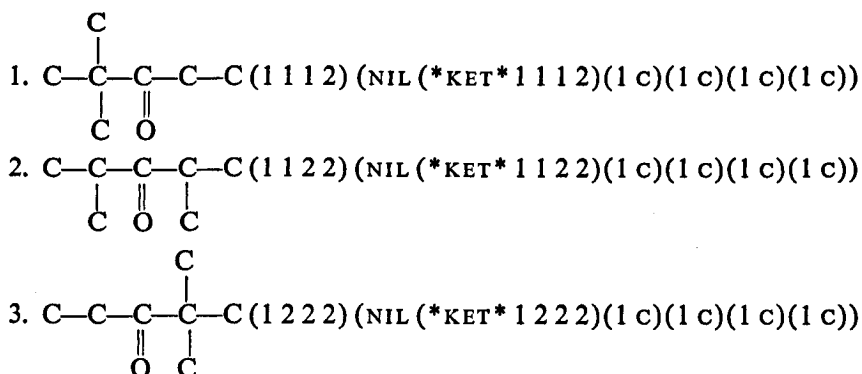 C
1. C—C—C—C—C (1 1 1 2) (NIL (*KET* 1 1 1 2)(1 C)(1 C)(1 C)(1 C))
C O
2. C—C—C—C—C (1 1 2 2) (NIL (*KET* 1 1 2 2)(1 C)(1 C)(1 C)(1 C))
C O C
C
3. C—C—C—C—C (1 2 2 2) (NIL (*KET* 1 2 2 2)(1 C)(1 C)(1 C)(1 C))
O C